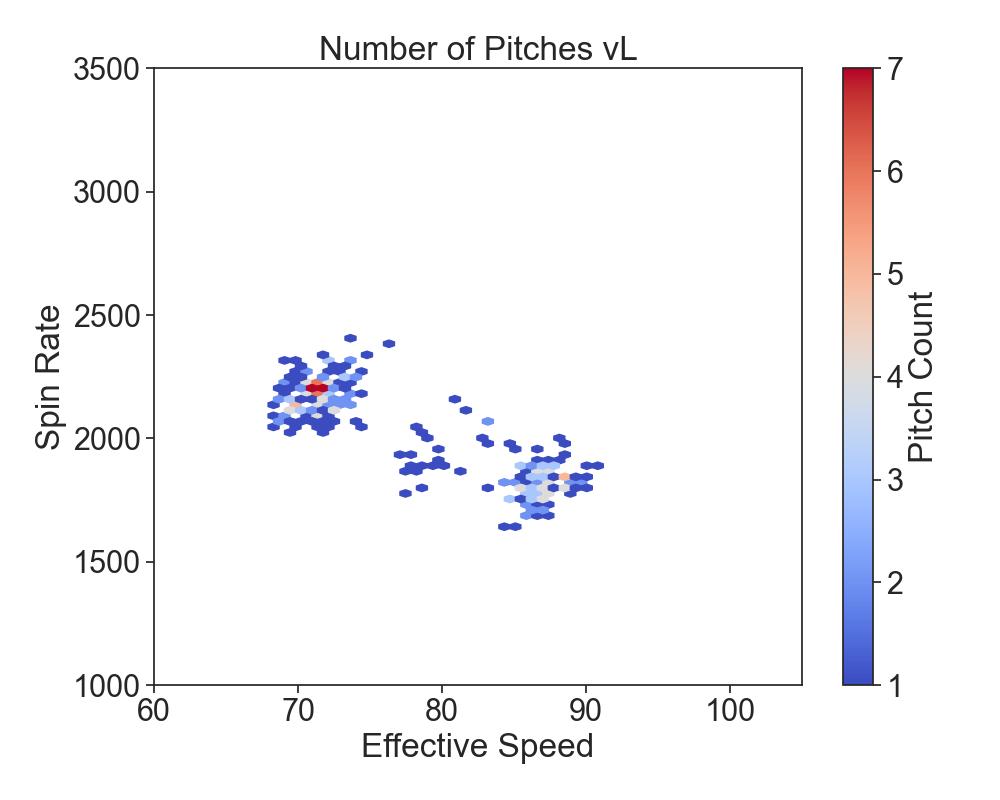 Number of Pitches vL
3500
3000
2500
2000
1500
1000
Spin Rate
60 70 80 90 100
Effective Speed
7
6
5
4
3
2
1
Pitch Count